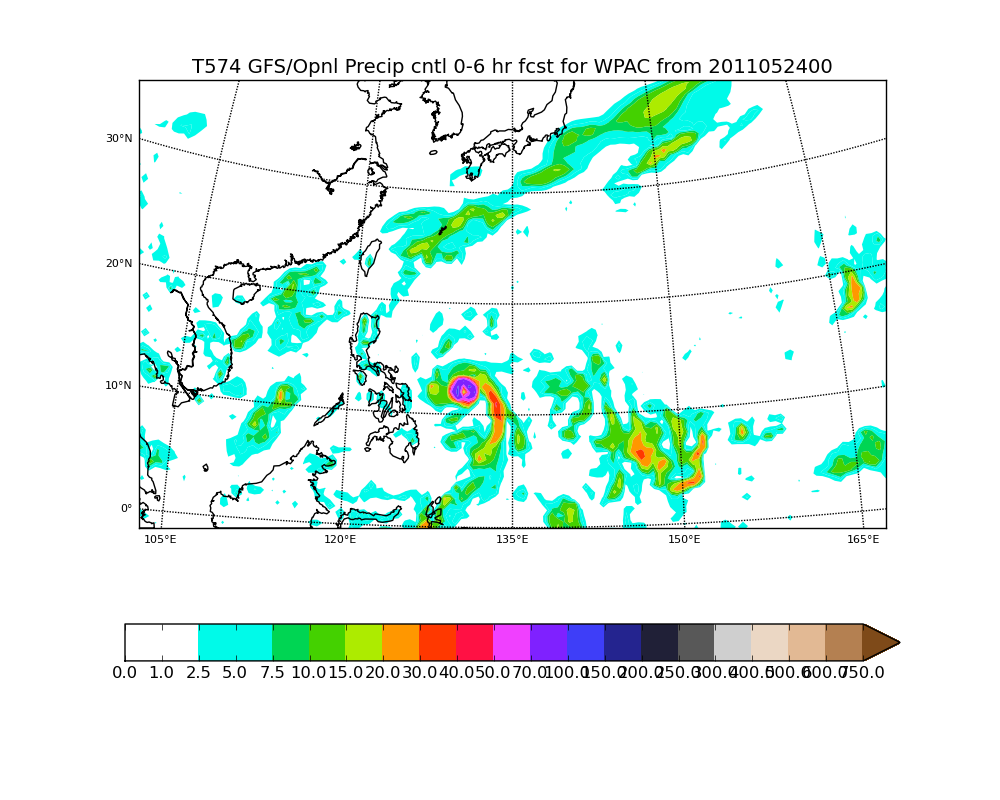 T574 GFS/Opnl Precip cntl 0-6 hr fcst for WPAC from 2011052400
30°N
20°N
10°N
0°
105°E 120°E 135°E 150°E 165°E
0.0 1.0 2.5 5.0 7.5 10.0 15.0 20.0 30.0 40.0 50.0 70.0 100.0 150.0 200.0 250.0 300.0 400.0 500.0 600.0 750.0